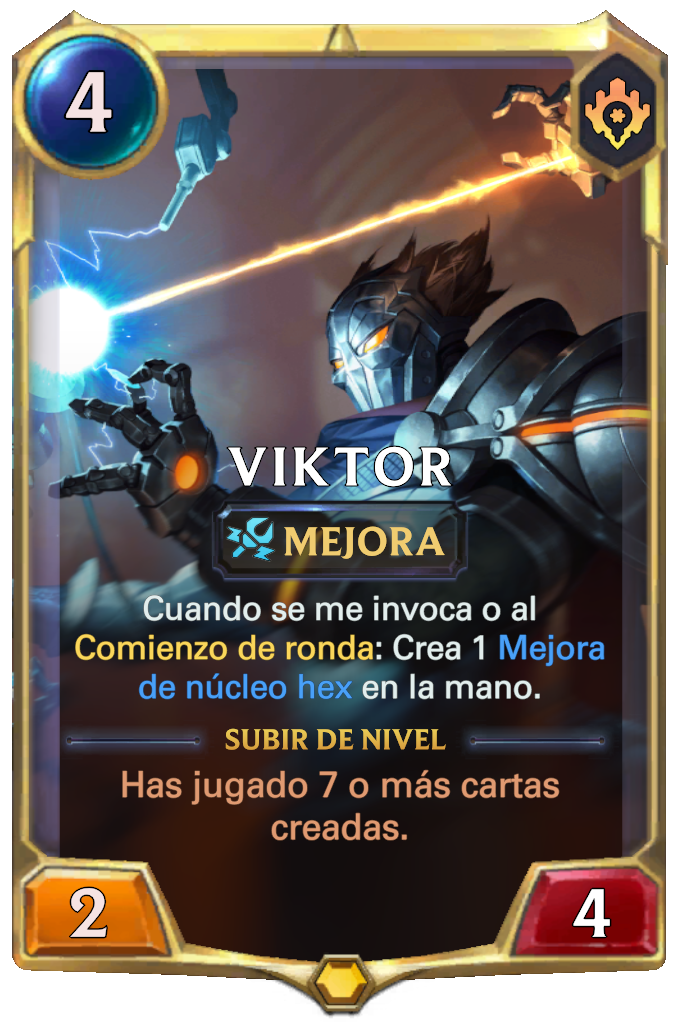 4
VIKTOR
MEJORA
Cuando se me invoca o al
Comienzo de ronda: Crea 1 Mejora
de núcleo hex en la mano.
SUBIR DE NIVEL
Has jugado 7 o más cartas
creadas.
2
4